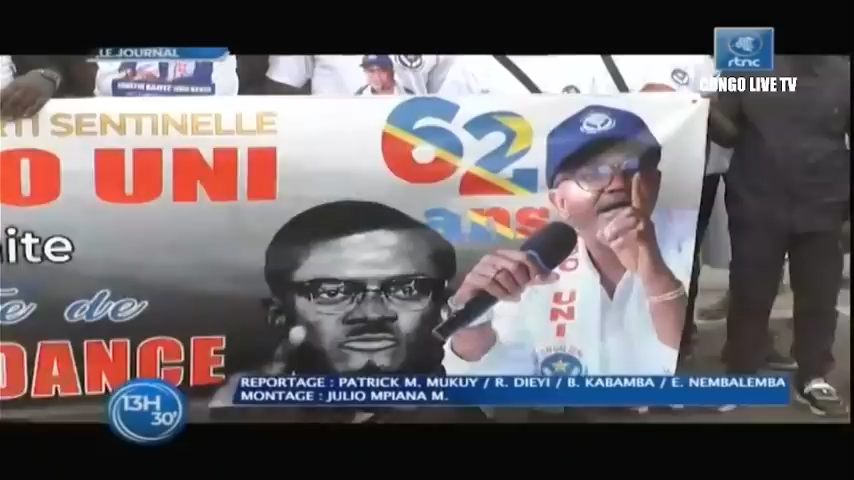 LE JOURNAL
rtnc
CONGO LIVE TV
RTI SENTINELLE
O UNI
62
ans
ite
te de
DANCE
O UNI
REPORTAGE : PATRICK M. MUKUY / R. DIEYI / B. KABAMBA / E. NEMBALEMBA
MONTAGE : JULIO MPIANA M.
13H
30'